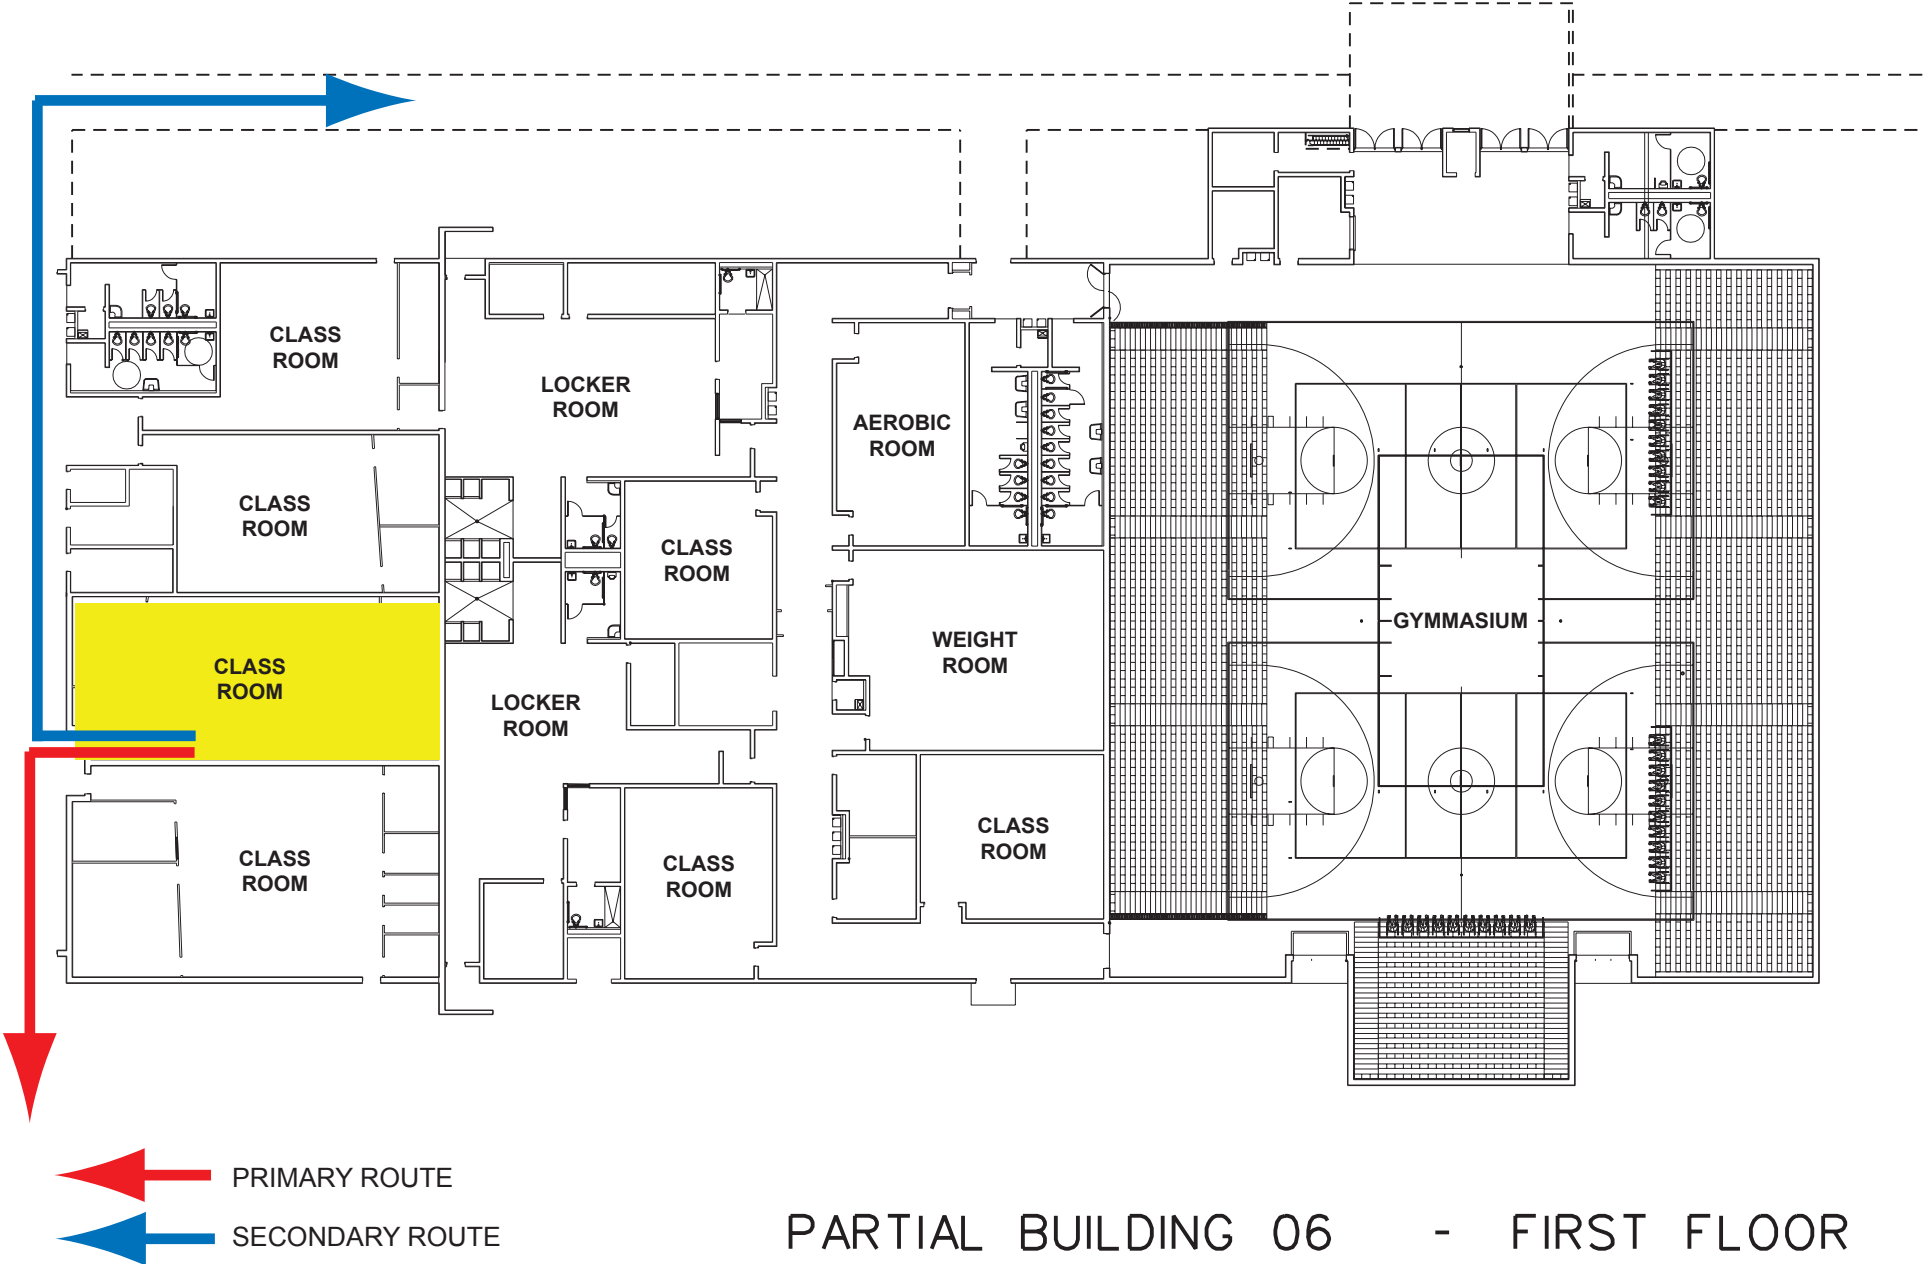 CLASS
ROOM
LOCKER
ROOM
AEROBIC
ROOM
CLASS
ROOM
CLASS
ROOM
GYMMASIUM
WEIGHT
ROOM
CLASS
ROOM
LOCKER
ROOM
CLASS
ROOM
CLASS
ROOM
CLASS
ROOM
PRIMARY ROUTE
SECONDARY ROUTE
PARTIAL BUILDING 06 - FIRST FLOOR